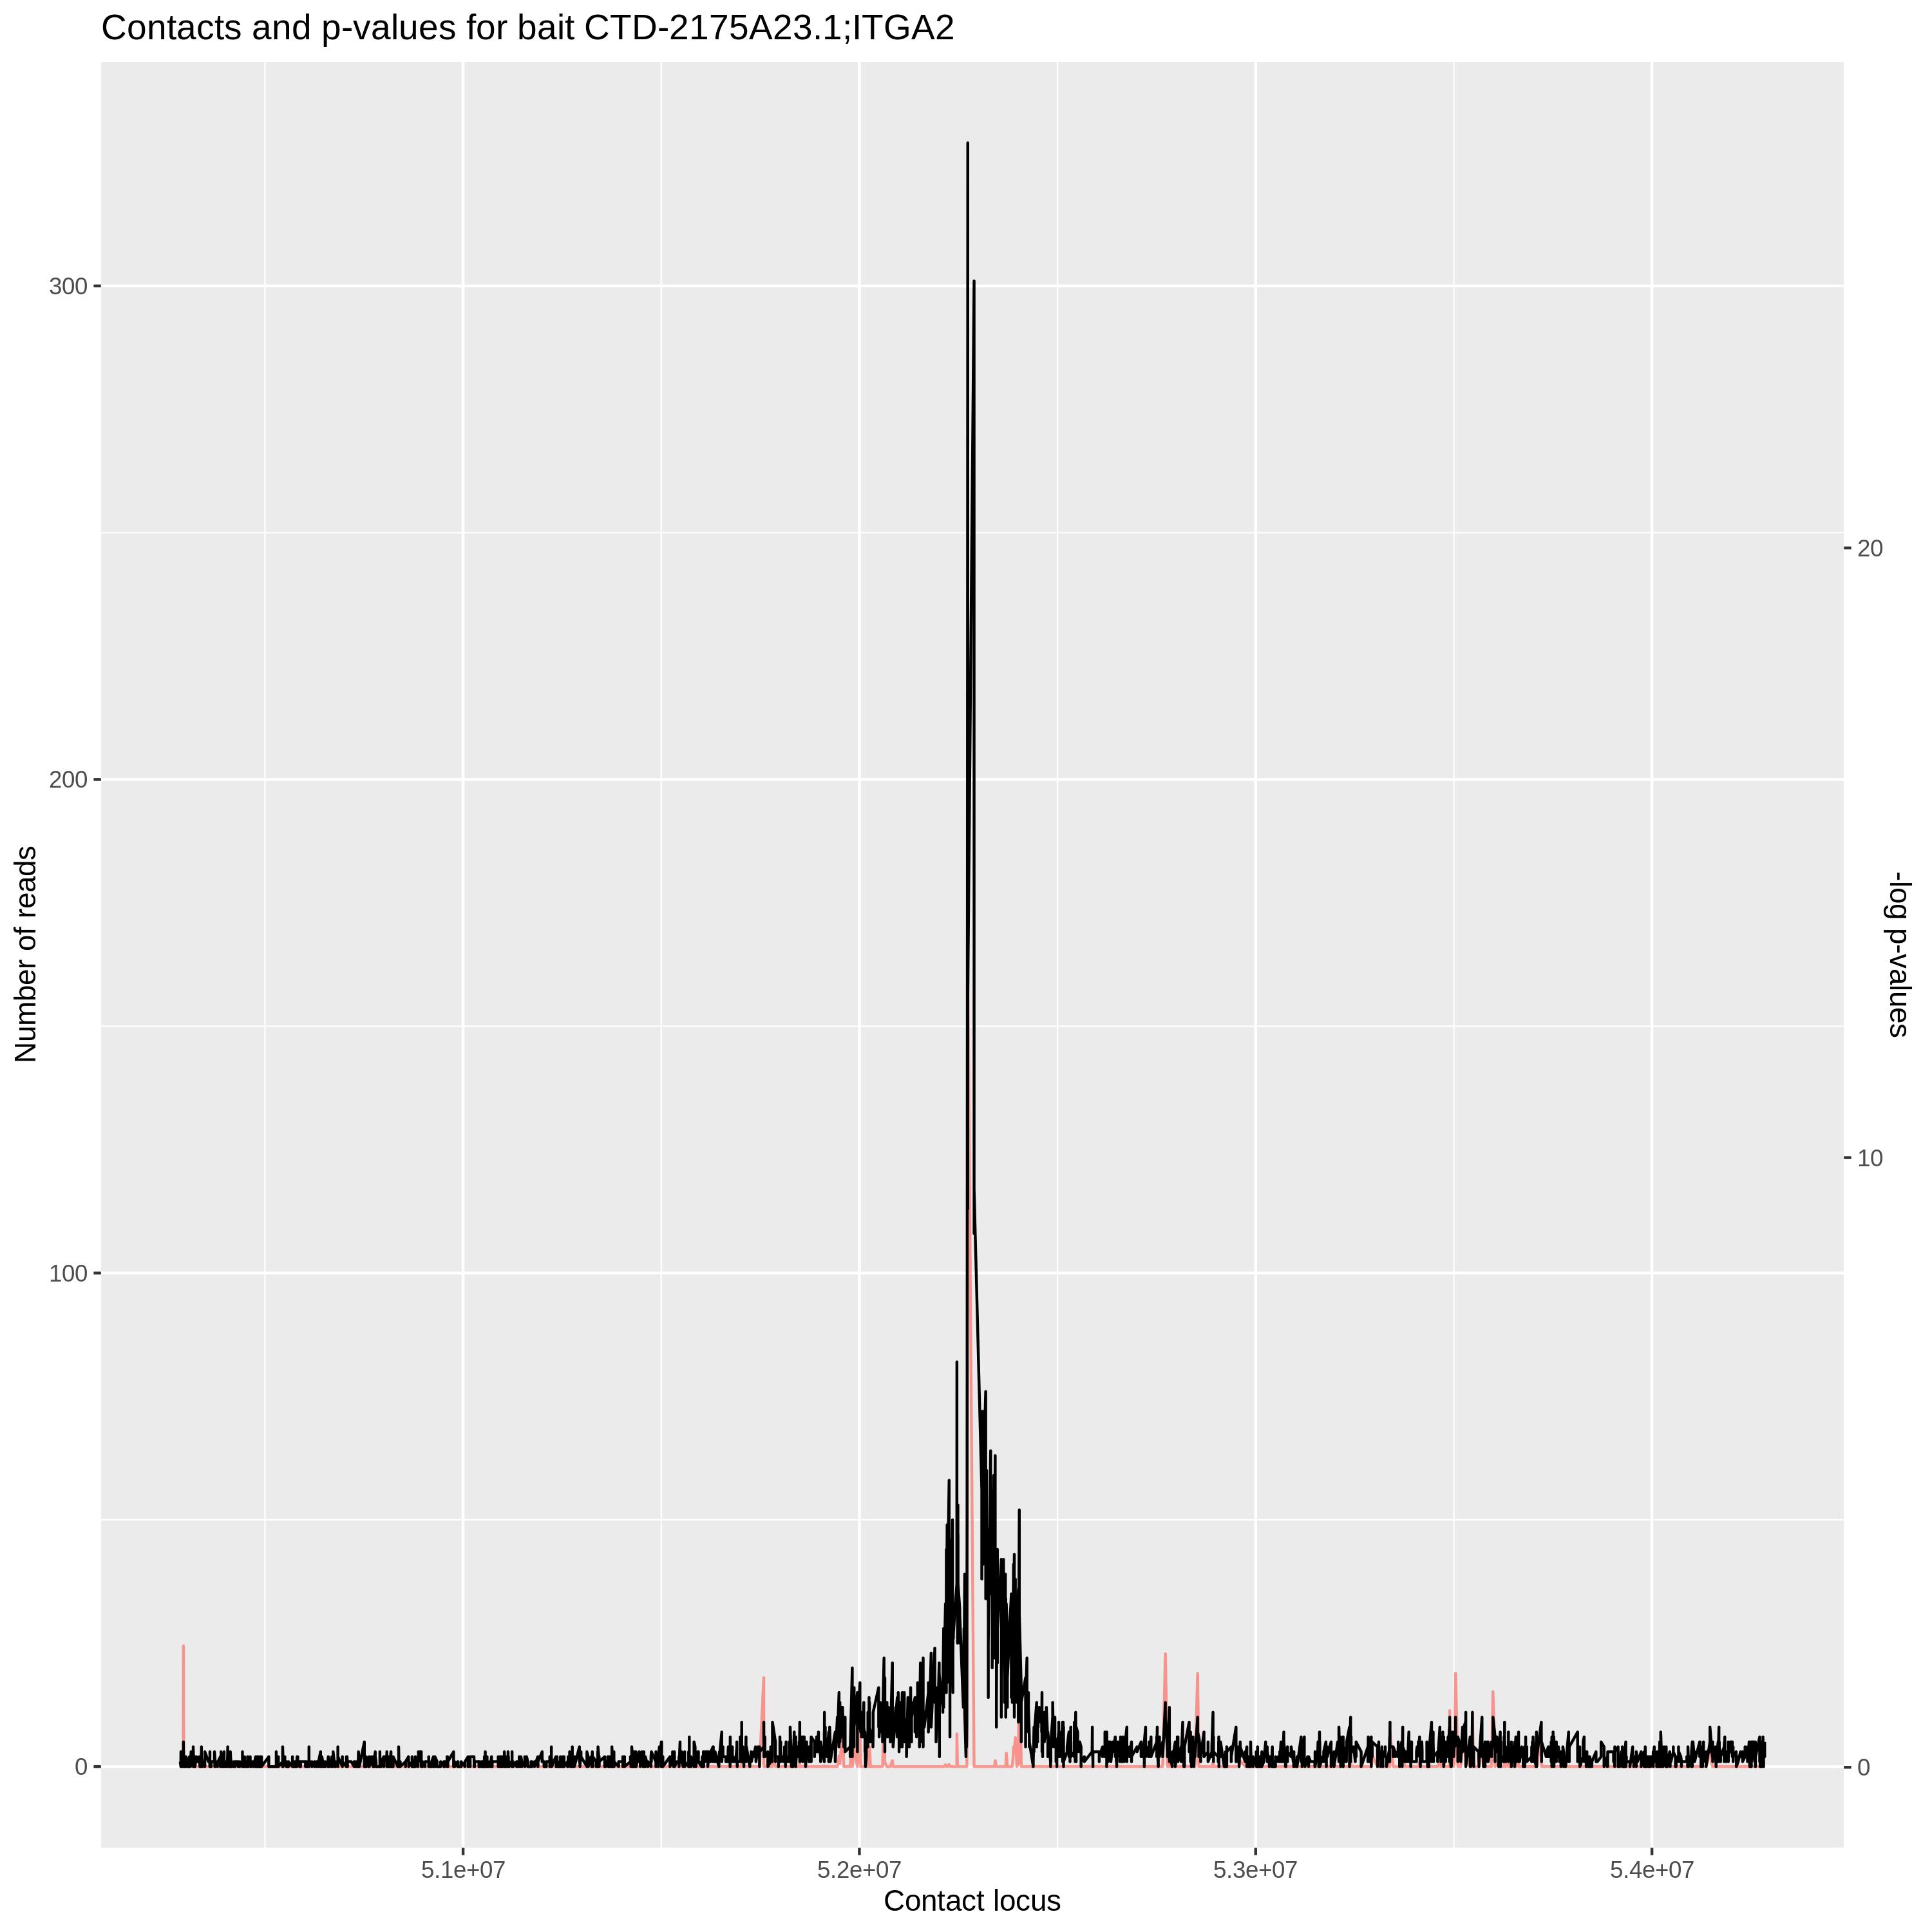 Contacts and p-values for bait CTD-2175A23.1;ITGA2
300
200
100
0
Number of reads
20
10
0
-log p-values
5.1e+07
5.2e+07
5.3e+07
5.4e+07
Contact locus